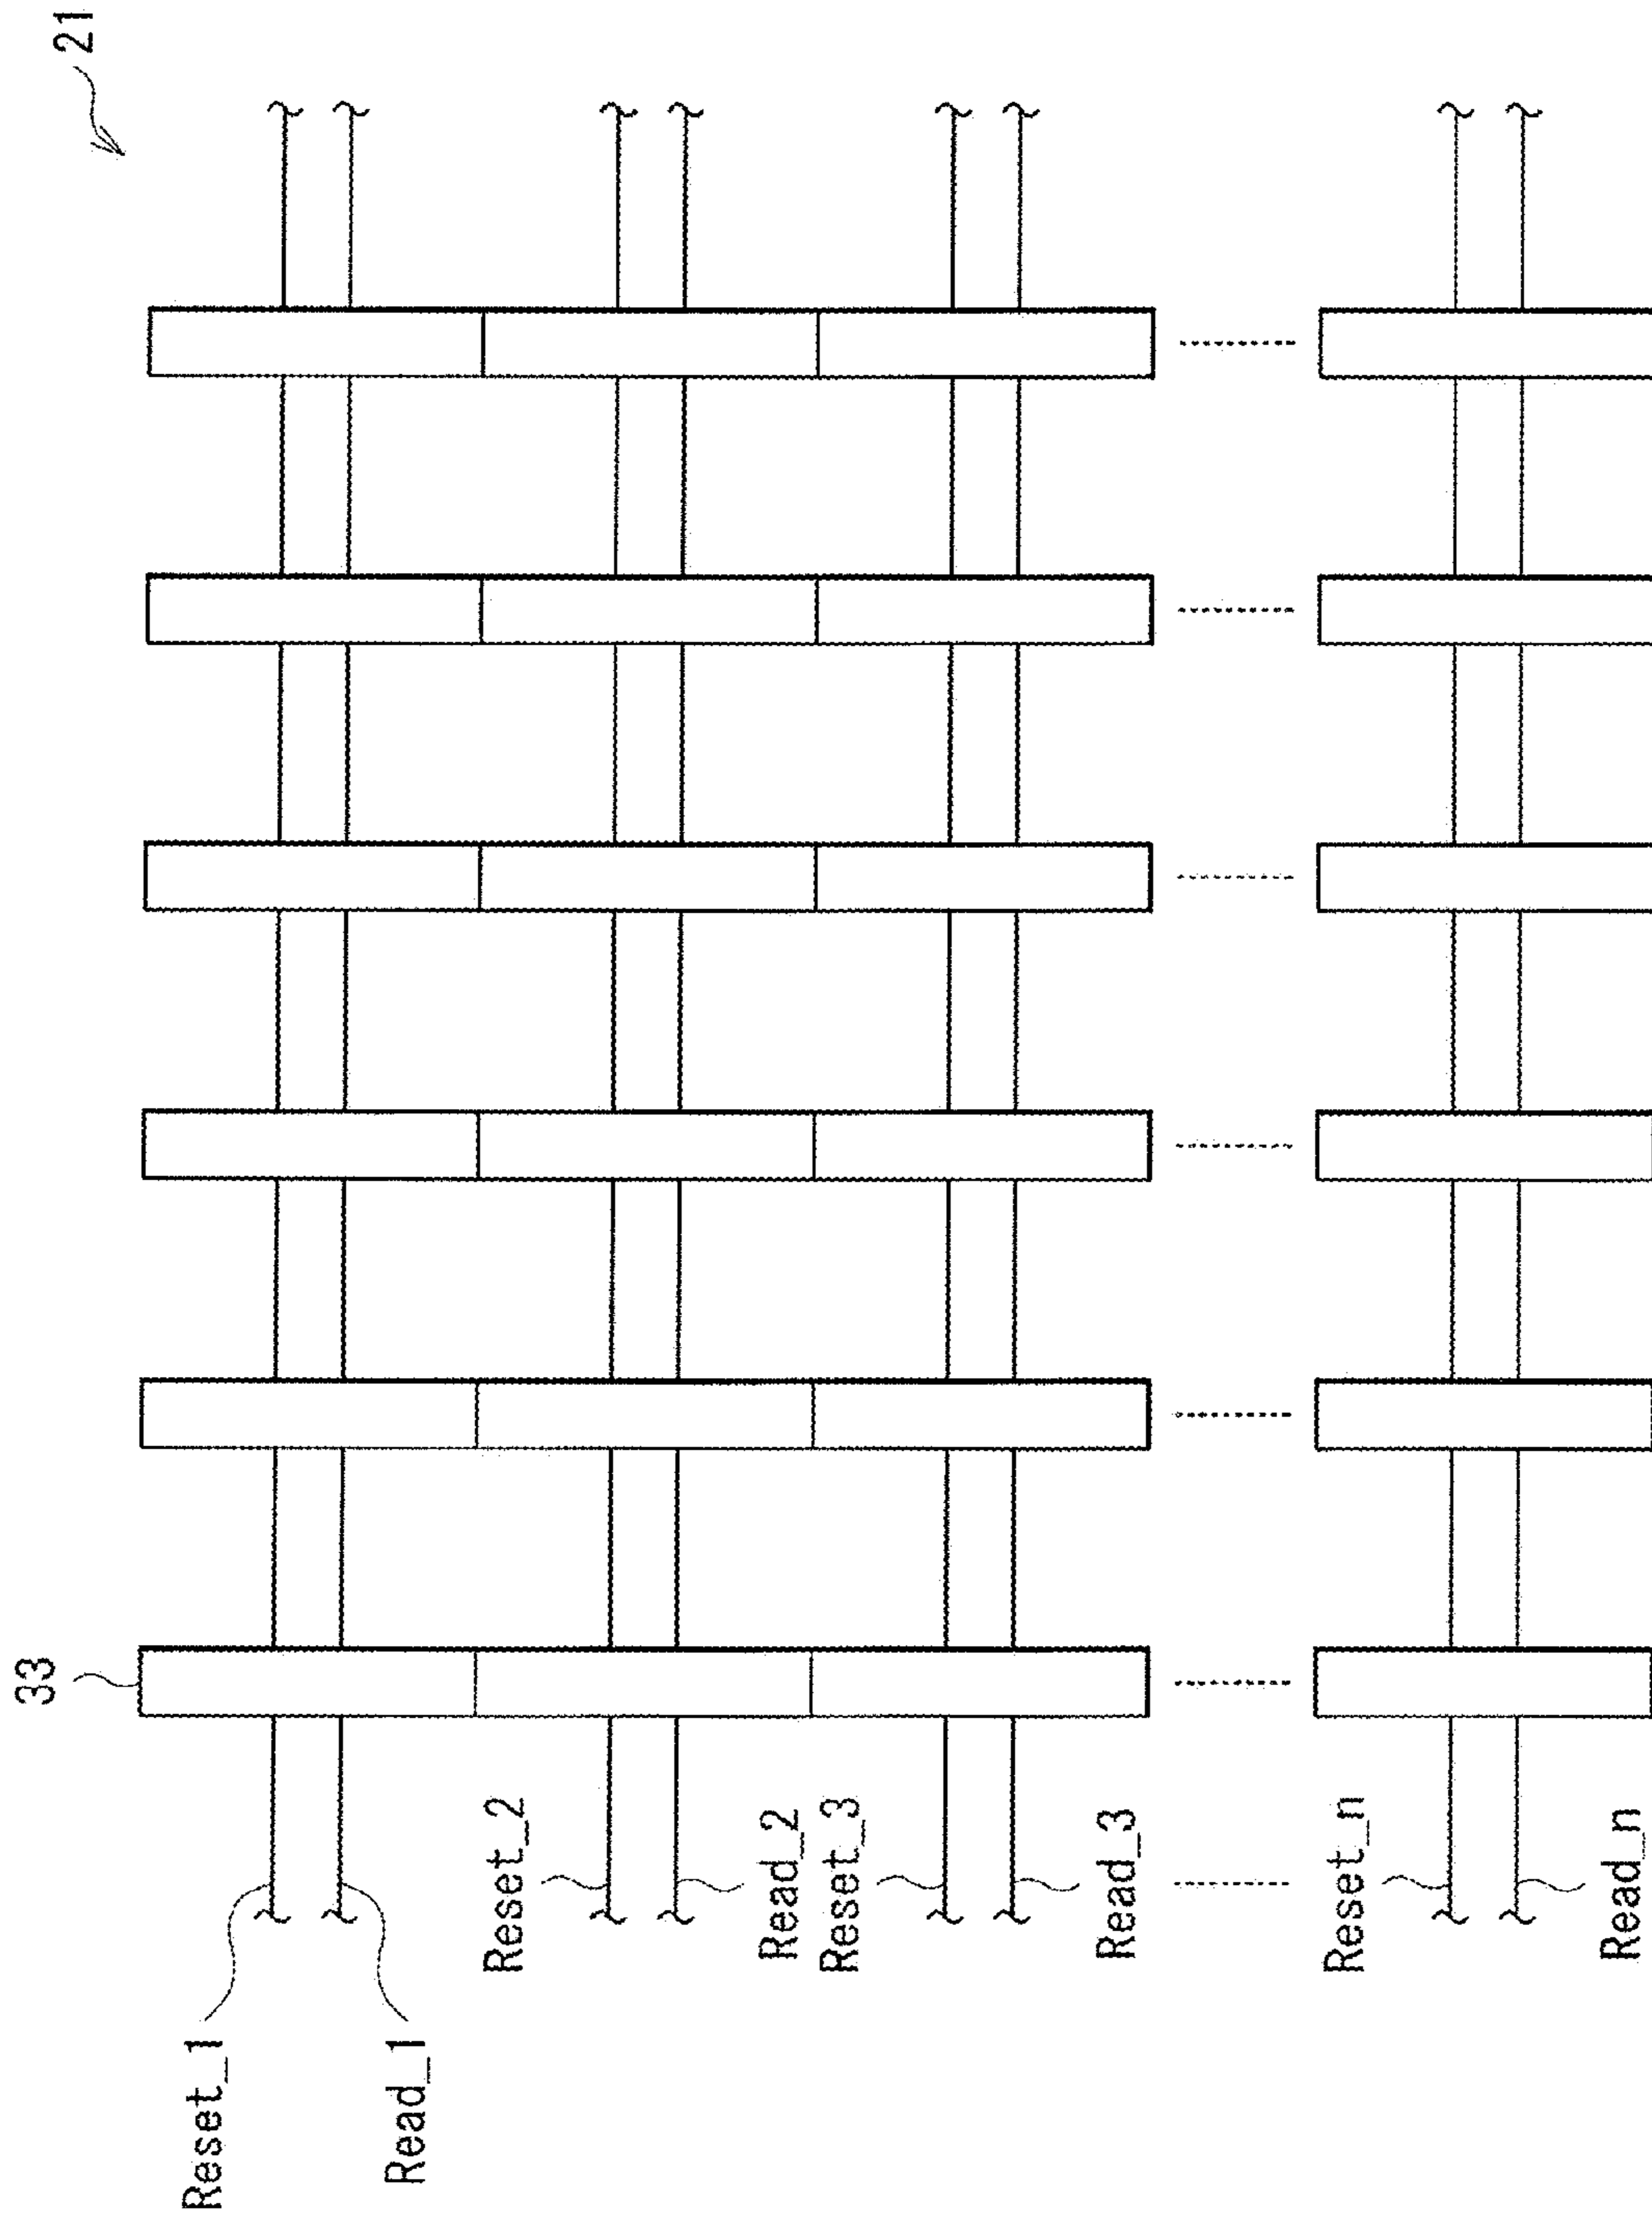 21
33
Reset_1
Read_1
Reset_2
Read_2
Reset_3
Read_3
Reset_n
Read_n